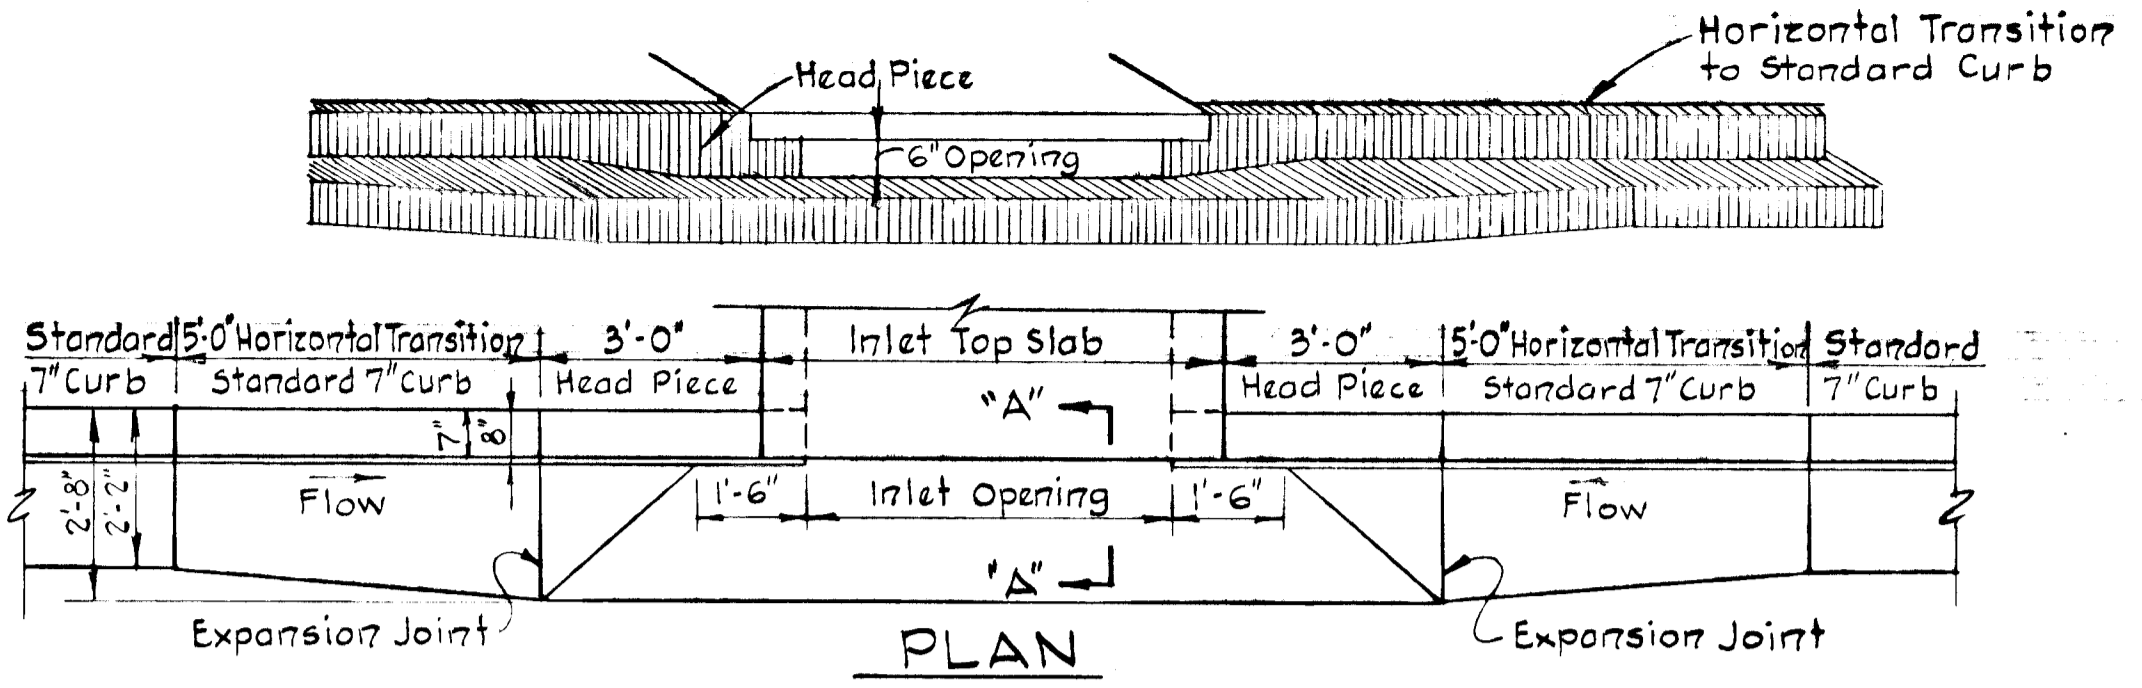 Horizontal Transition
to Standard Curb
Head Piece
6" Opening
Standard
7" Curb
5'-0" Horizontal Transition
Standard 7" Curb
3'-0"
Head Piece
Inlet Top Slab
3'-0"
Head Piece
5'-0" Horizontal Transition
Standard 7" Curb
Standard
7" Curb
"A"
7"
8"
2'-8"
2'-2"
Flow
1'-6"
Inlet Opening
1'-6"
Flow
"A"
Expansion Joint
PLAN
Expansion Joint